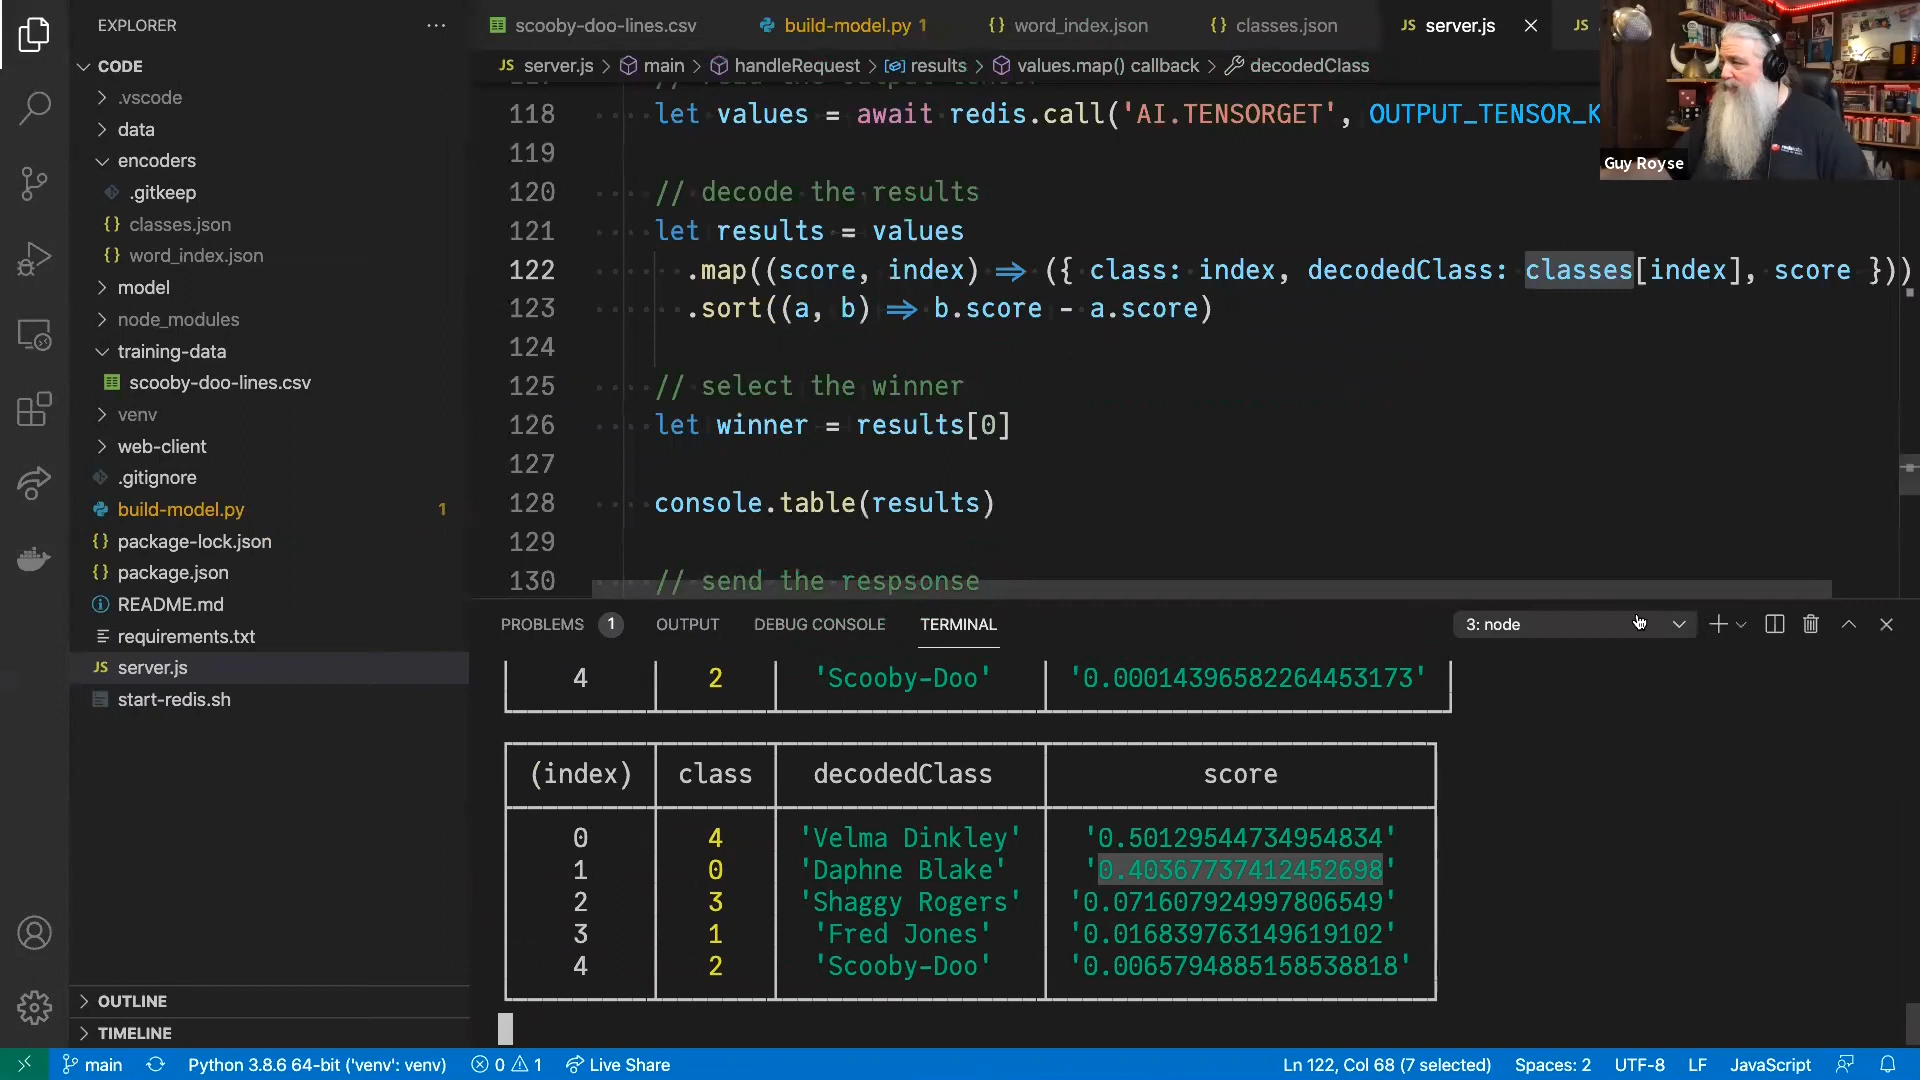 EXPLORER
CODE
.vscode
data
encoders
.gitkeep
{} classes.json
{} word_index.json
model
node_modules
training-data
scooby-doo-lines.csv
venv
web-client
.gitignore
build-model.py 1
{} package-lock.json
{} package.json
README.md
requirements.txt
JS server.js
start-redis.sh
OUTLINE
TIMELINE
scooby-doo-lines.csv
build-model.py 1
{} word_index.json
{} classes.json
JS server.js
JS
JS server.js > main > handleRequest > results > values.map() callback > decodedClass
118 let values = await redis.call('AI.TENSORGET', OUTPUT_TENSOR_K
119
120 // decode the results
121 let results = values
122 .map((score, index) => ({ class: index, decodedClass: classes[index], score }))
123 .sort((a, b) => b.score - a.score)
124
125 // select the winner
126 let winner = results[0]
127
128 console.table(results)
129
130 // send the respsonse
Guy Royse
PROBLEMS 1 OUTPUT DEBUG CONSOLE TERMINAL 3: node
4 2 'Scooby-Doo' '0.00014396582264453173'
(index) class decodedClass score
0 4 'Velma Dinkley' '0.50129544734954834'
1 0 'Daphne Blake' '0.40367737412452698'
2 3 'Shaggy Rogers' '0.071607924997806549'
3 1 'Fred Jones' '0.016839763149619102'
4 2 'Scooby-Doo' '0.0065794885158538818'
main Python 3.8.6 64-bit ('venv': venv) 0 1 Live Share Ln 122, Col 68 (7 selected) Spaces: 2 UTF-8 LF JavaScript